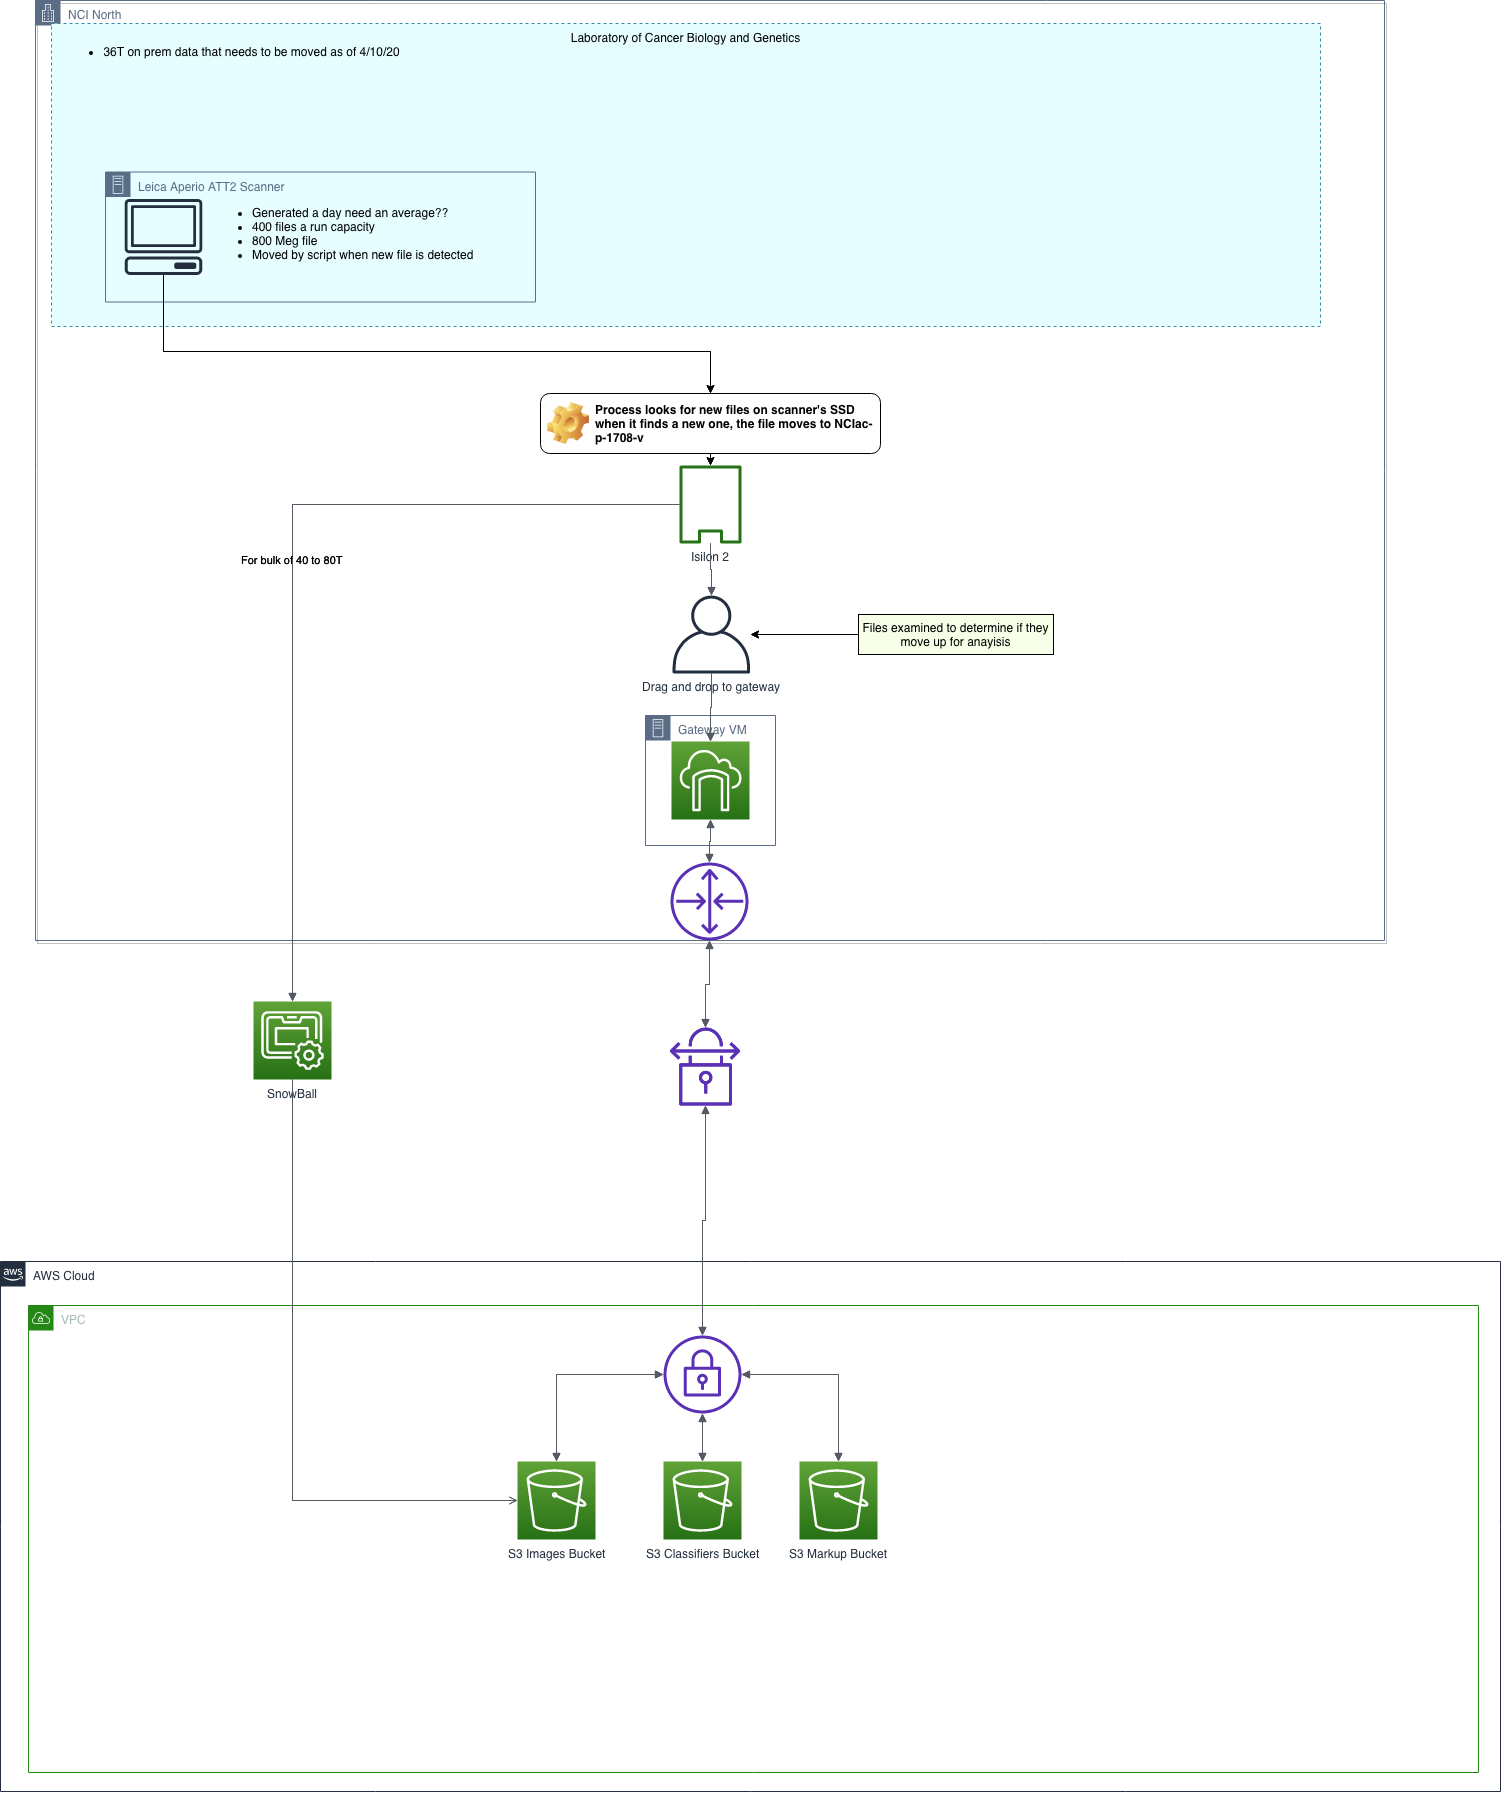 NCI North
Laboratory of Cancer Biology and Genetics
36T on prem data that needs to be moved as of 4/10/20
Leica Aperio ATT2 Scanner
Generated a day need an average??
400 files a run capacity
800 Meg file
Moved by script when new file is detected
Process looks for new files on scanner's SSD
when it finds a new one, the file moves to NCIac-
p-1708-v
Isilon 2
For bulk of 40 to 80T
Files examined to determine if they
move up for anayisis
Drag and drop to gateway
Gateway VM
SnowBall
aws
AWS Cloud
VPC
S3 Images Bucket
S3 Classifiers Bucket
S3 Markup Bucket